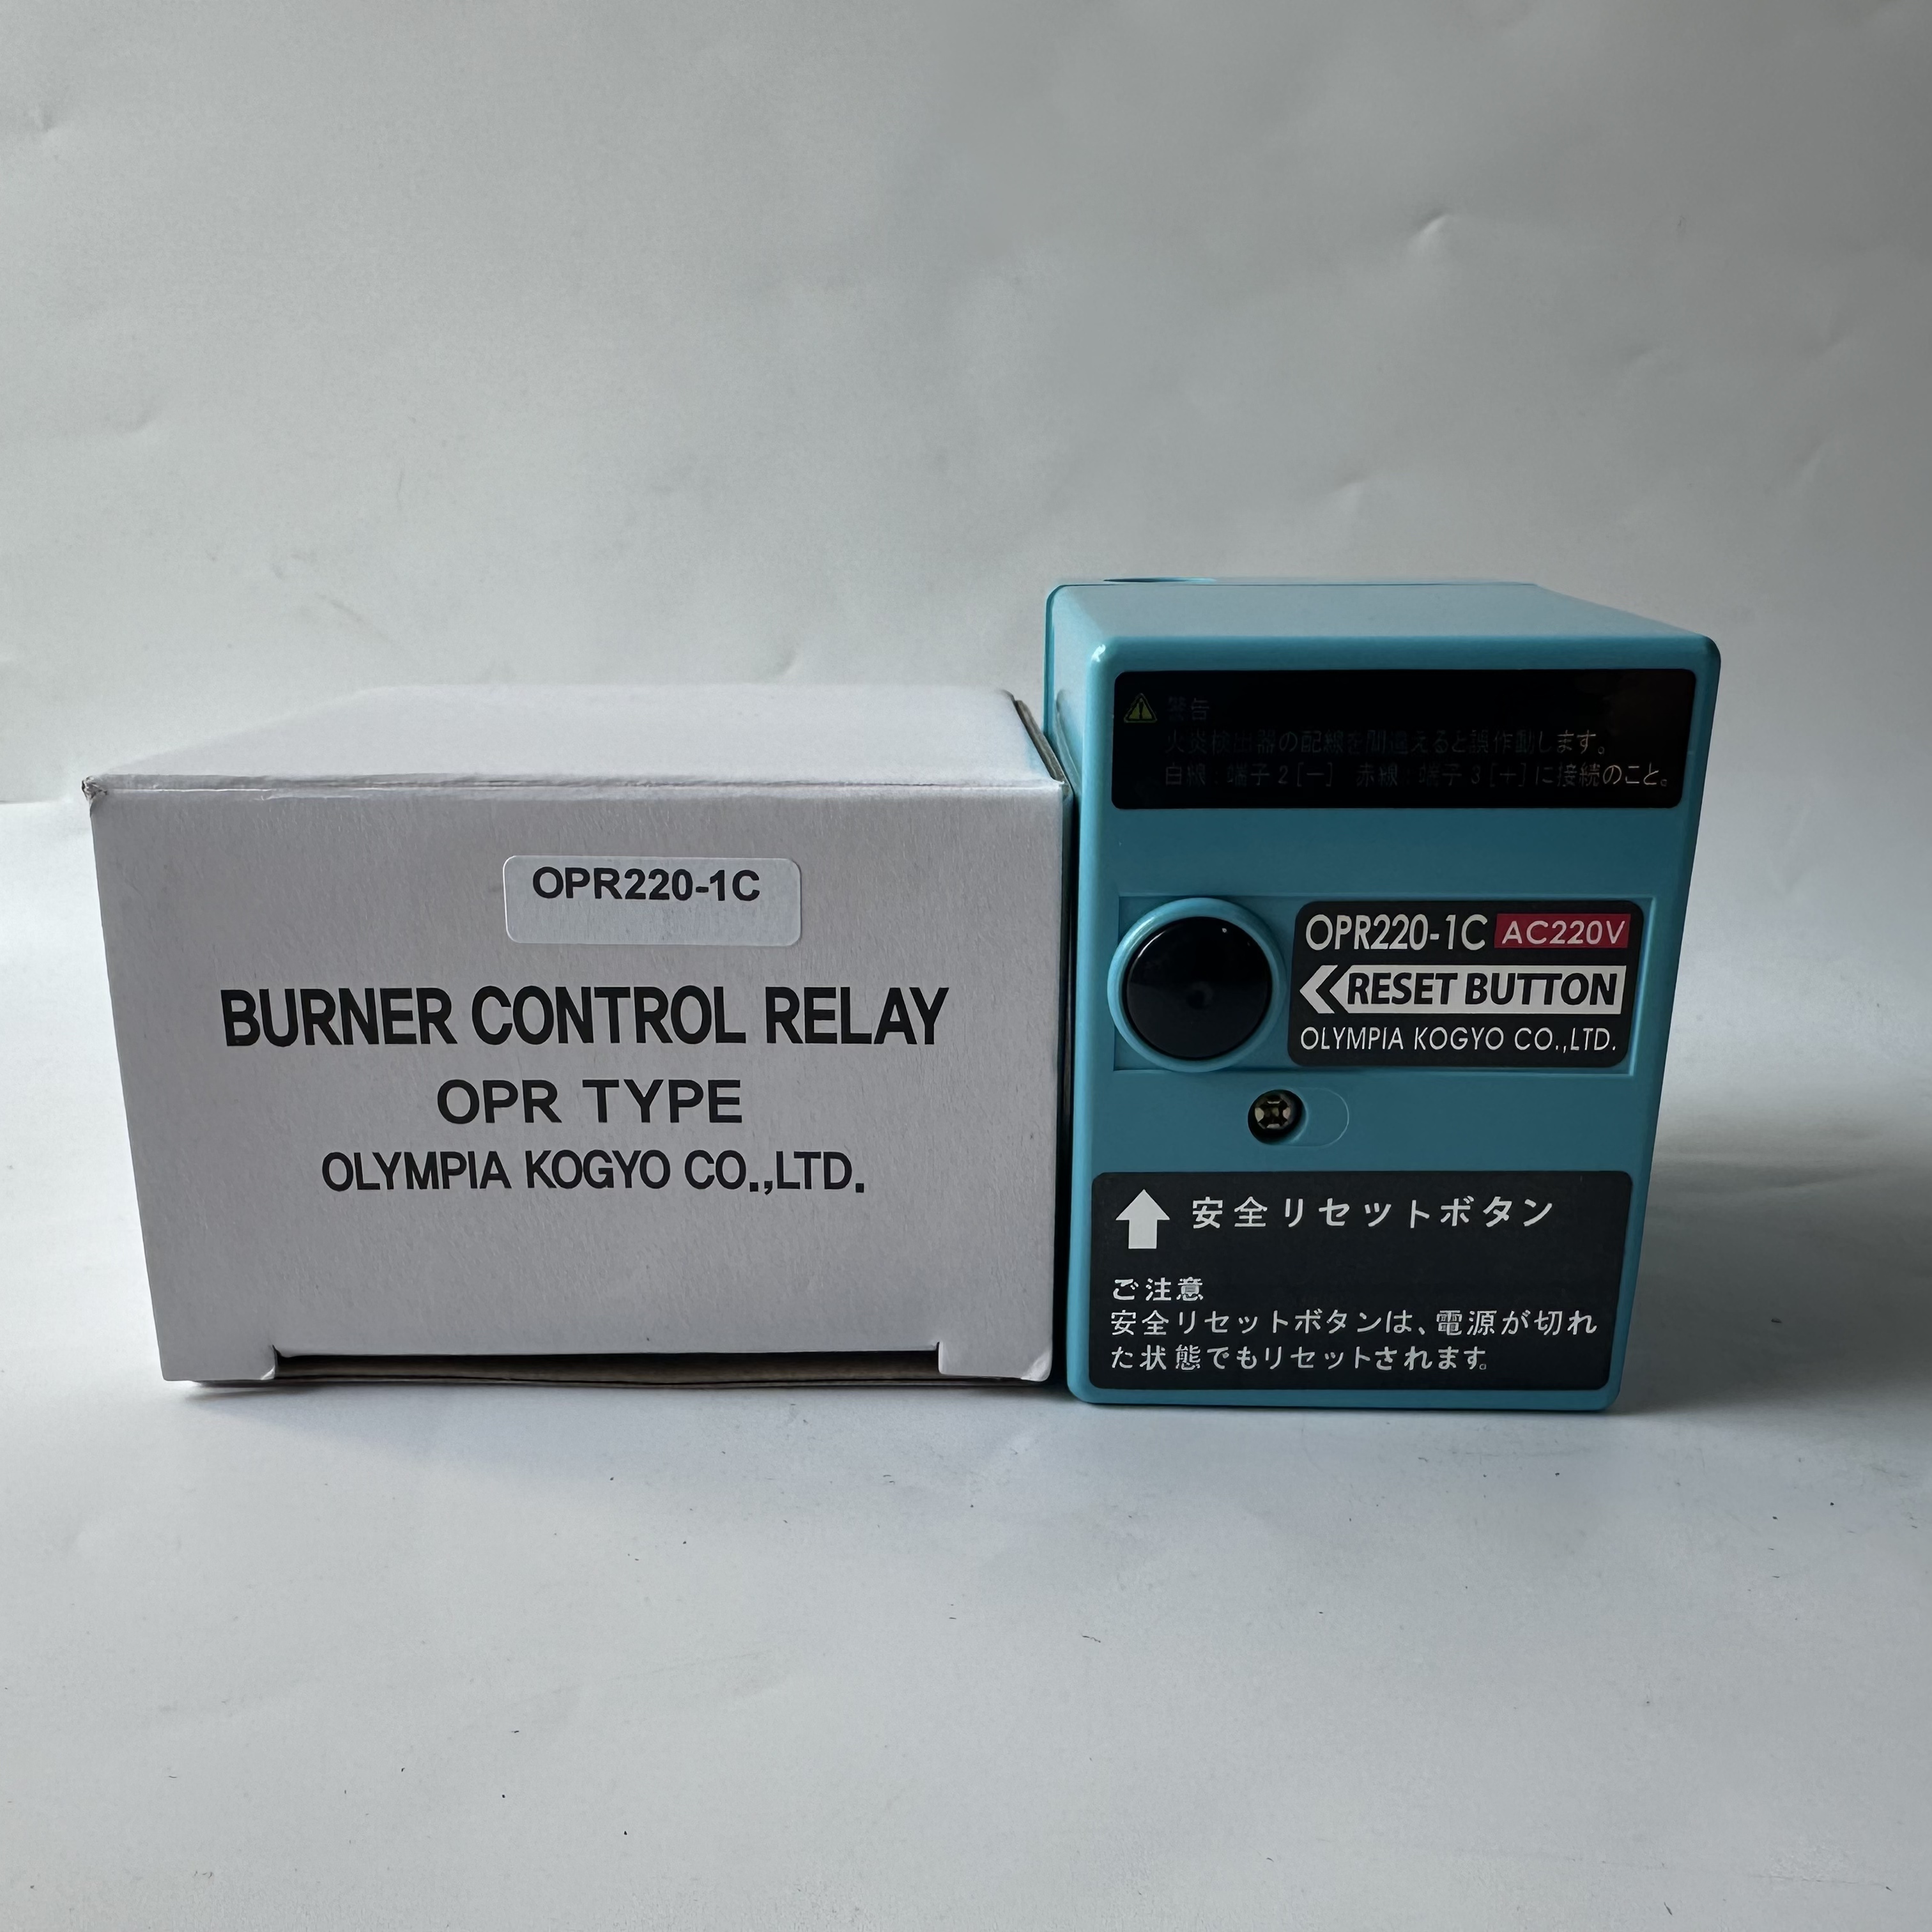 OPR220-1C
BURNER CONTROL RELAY
OPR TYPE
OLYMPIA KOGYO CO.,LTD.
警告
火炎検出器の配線を間違えると誤作動します。
白線:端子2[−] 赤線:端子3[+]に接続のこと。
OPR220-1C AC220V
RESET BUTTON
OLYMPIA KOGYO CO.,LTD.
安全リセットボタン
ご注意
安全リセットボタンは、電源が切れ
た状態でもリセットされます。